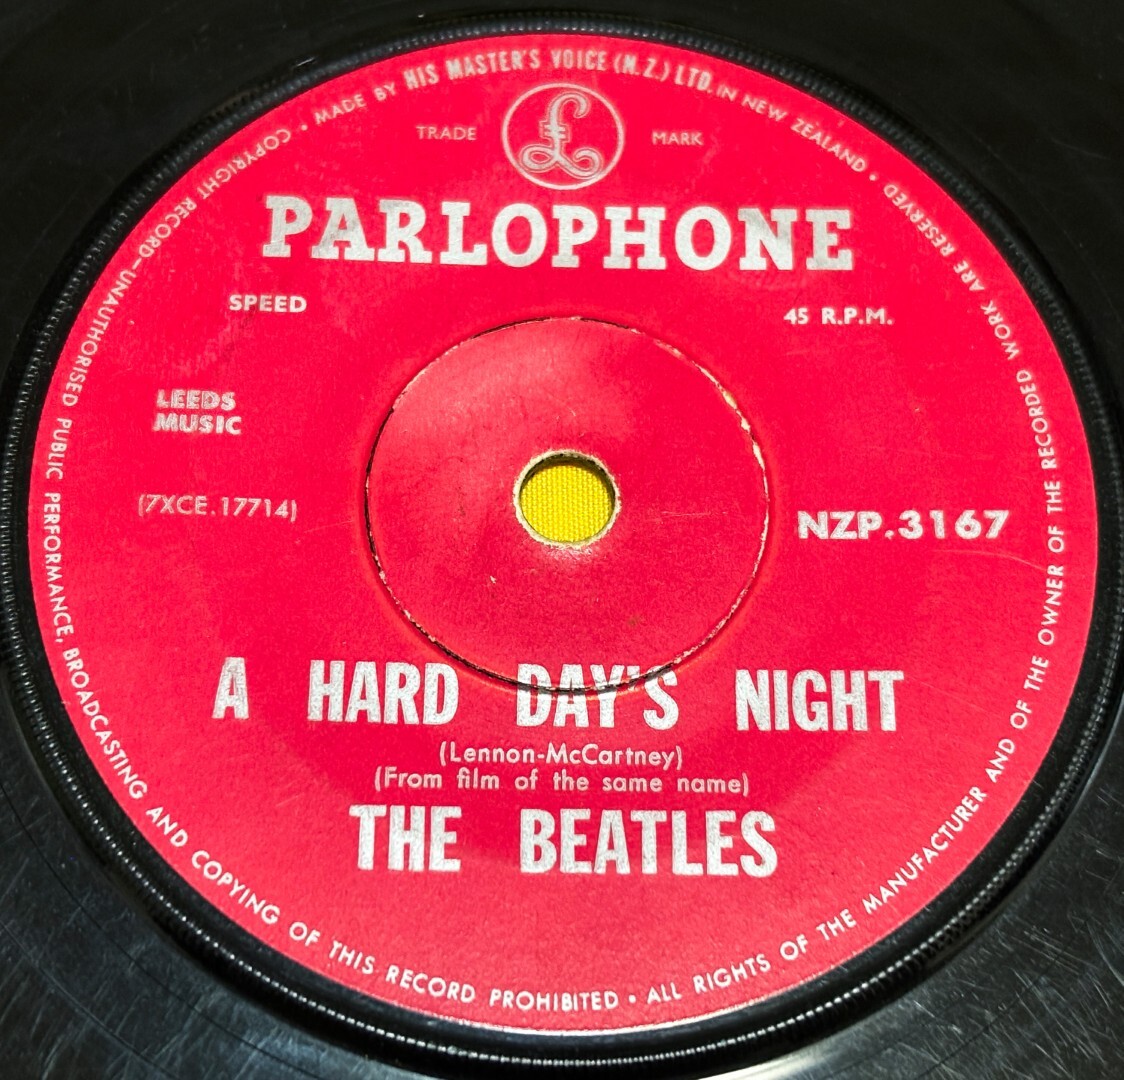 COPYRIGHT RECORD—UNAUTHORISED PUBLIC PERFORMANCE, BROADCASTING AND COPYING OF THIS RECORD PROHIBITED • ALL RIGHTS OF THE MANUFACTURER AND OF THE OWNER OF THE RECORDED WORK ARE RESERVED •
• MADE BY HIS MASTER'S VOICE (N.Z.) LTD. IN NEW ZEALAND
TRADE £ MARK
PARLOPHONE
SPEED 45 R.P.M.
LEEDS
MUSIC
(7XCE.17714) NZP.3167
A HARD DAY'S NIGHT
(Lennon-McCartney)
(From film of the same name)
THE BEATLES